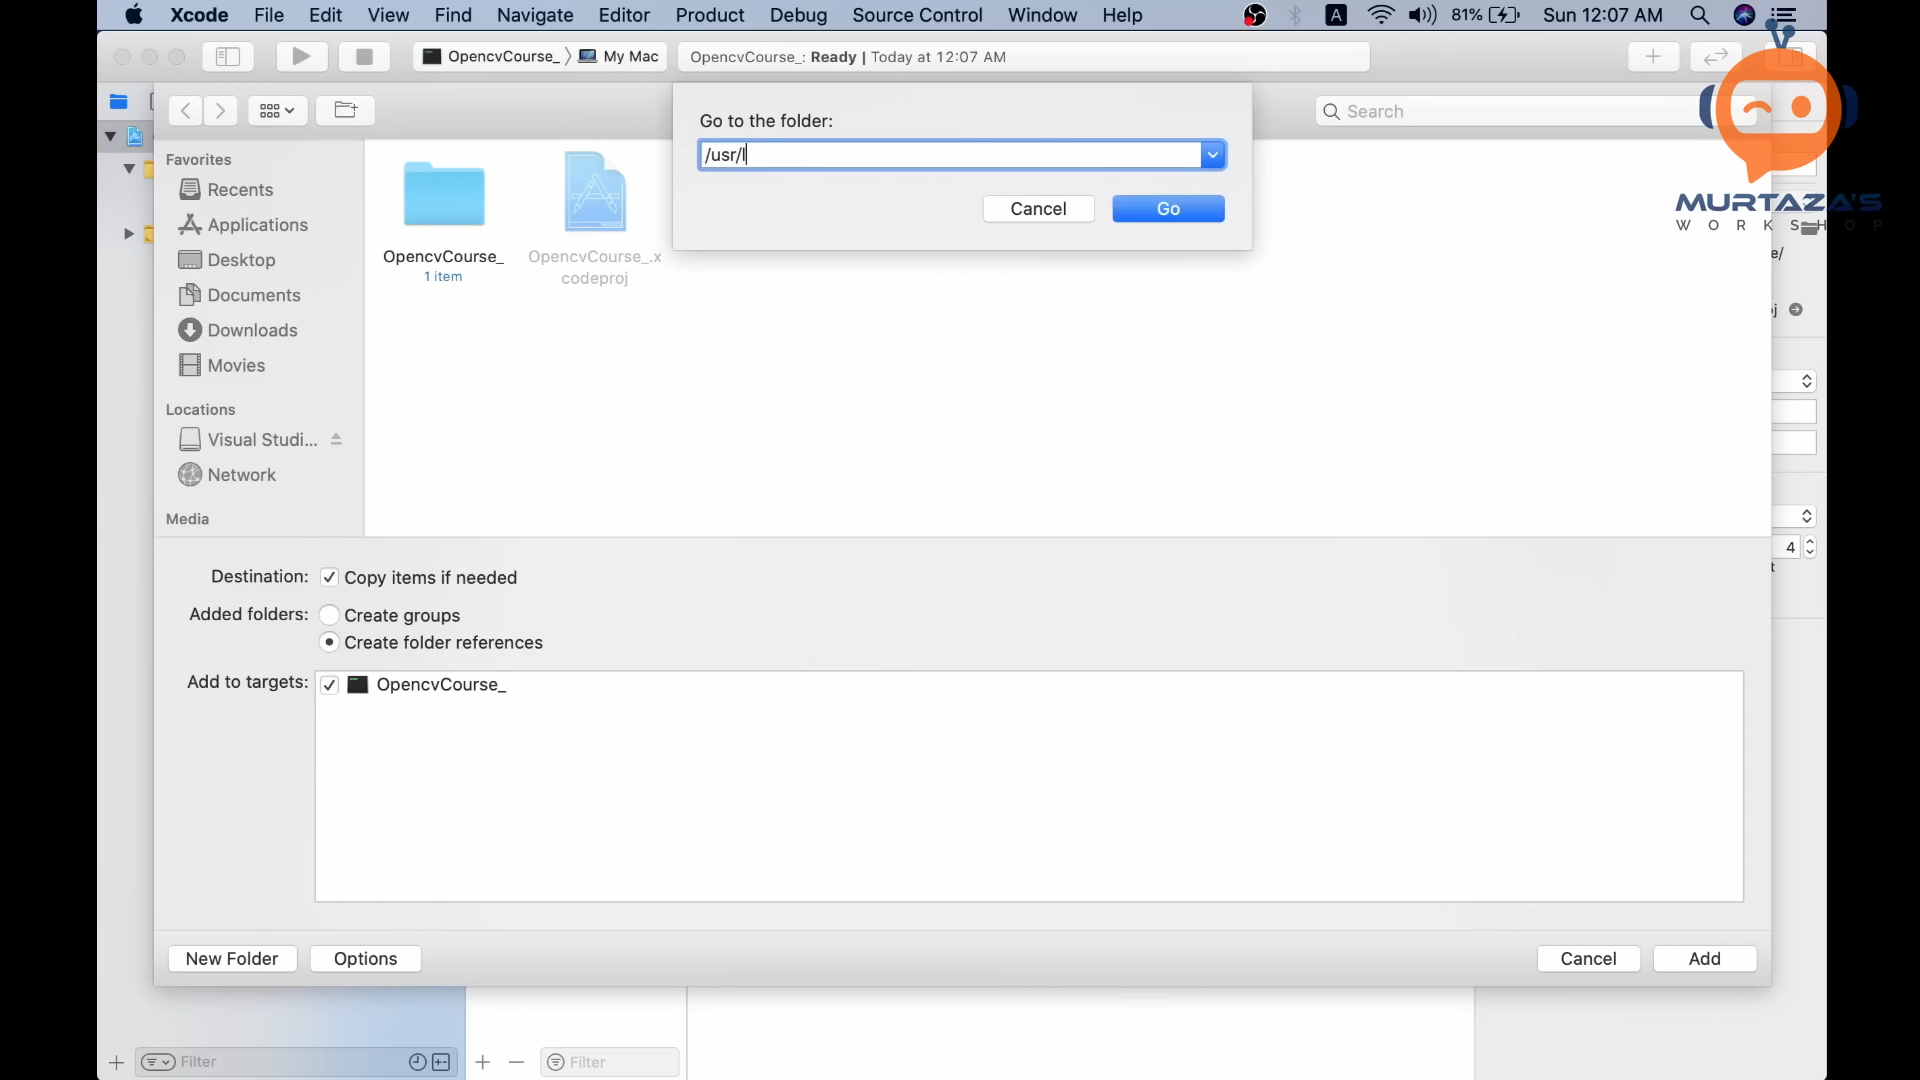 Xcode File Edit View Find Navigate Editor Product Debug Source Control Window Help A 81% Sun 12:07 AM
OpencvCourse_ My Mac OpencvCourse_: Ready | Today at 12:07 AM
Search
Go to the folder:
/usr/l
Cancel Go
MURTAZA'S
WORKSHOP
Favorites
Recents
Applications
Desktop
Documents
Downloads
Movies
Locations
Visual Studi...
Network
Media
OpencvCourse_
1 item
OpencvCourse_.x
codeproj
e/
j
4
t
Destination: Copy items if needed
Added folders: Create groups
Create folder references
Add to targets: OpencvCourse_
New Folder Options Cancel Add
Filter Filter